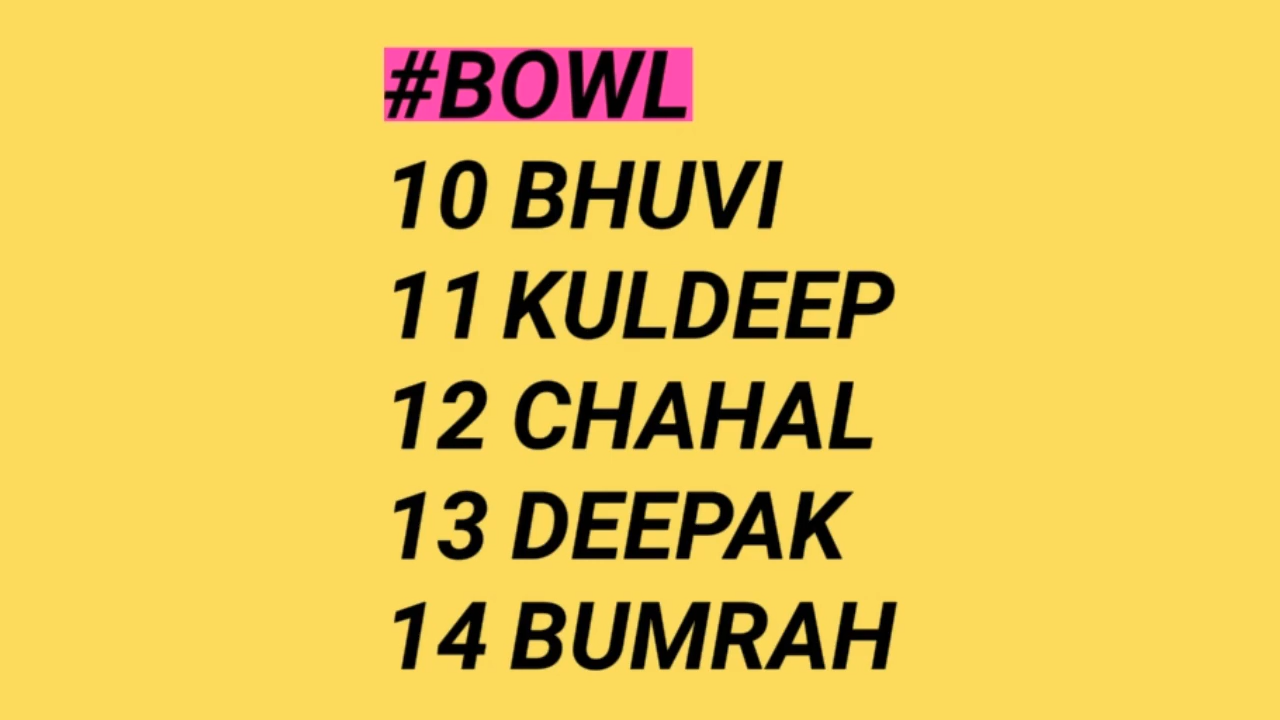 #BOWL
10 BHUVI
11 KULDEEP
12 CHAHAL
13 DEEPAK
14 BUMRAH